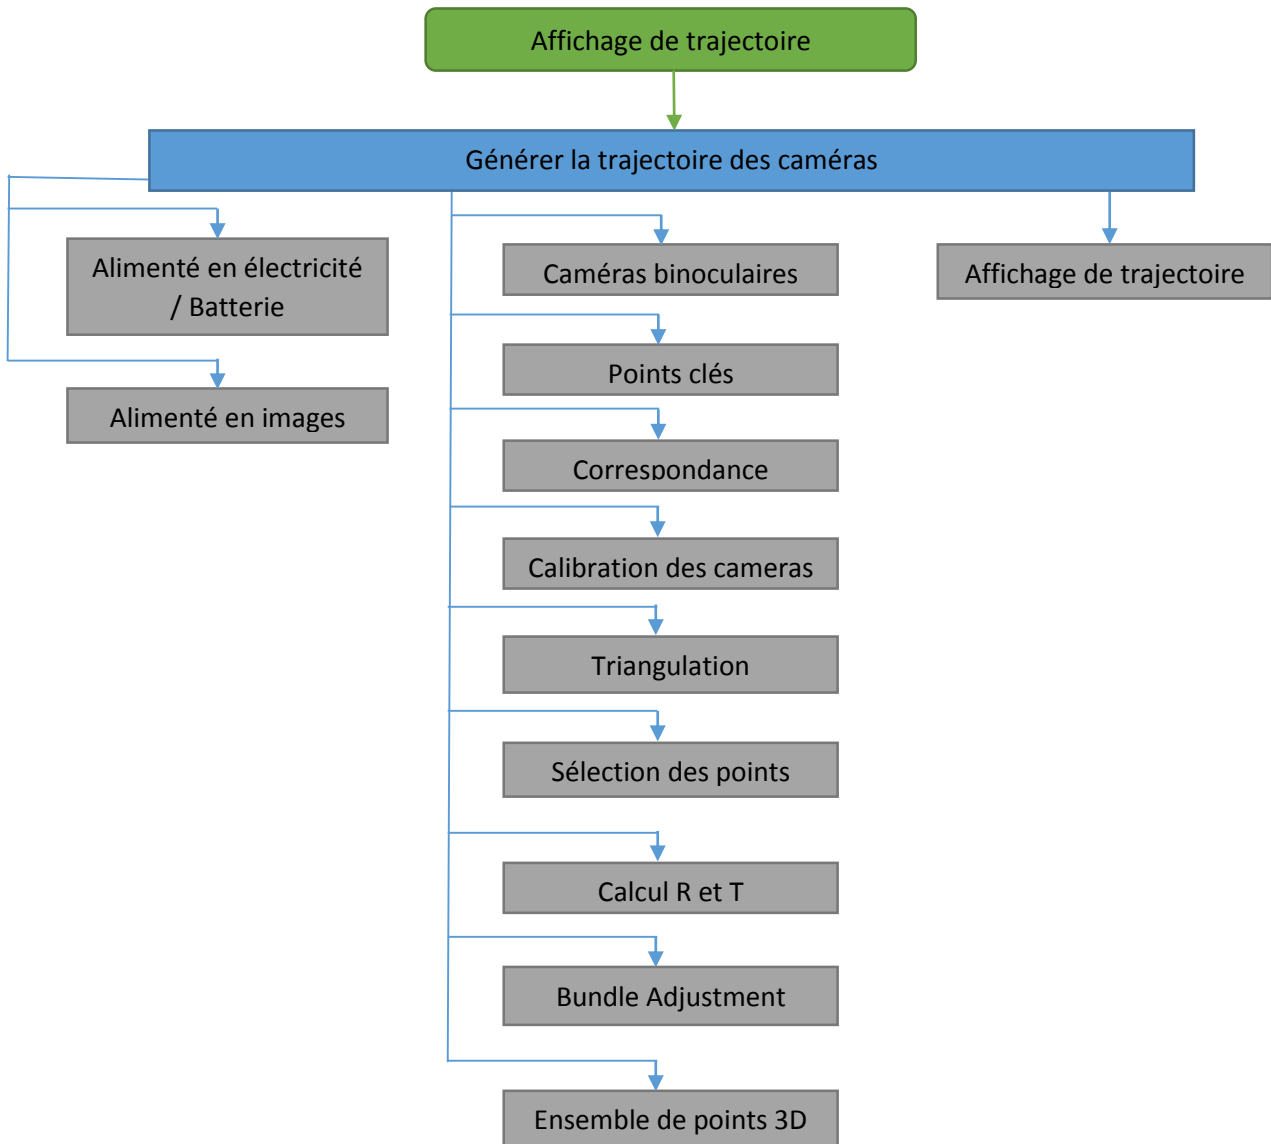 Affichage de trajectoire
Générer la trajectoire des caméras
Alimenté en électricité
/ Batterie
Alimenté en images
Caméras binoculaires
Points clés
Correspondance
Calibration des cameras
Triangulation
Sélection des points
Calcul R et T
Bundle Adjustment
Ensemble de points 3D
Affichage de trajectoire